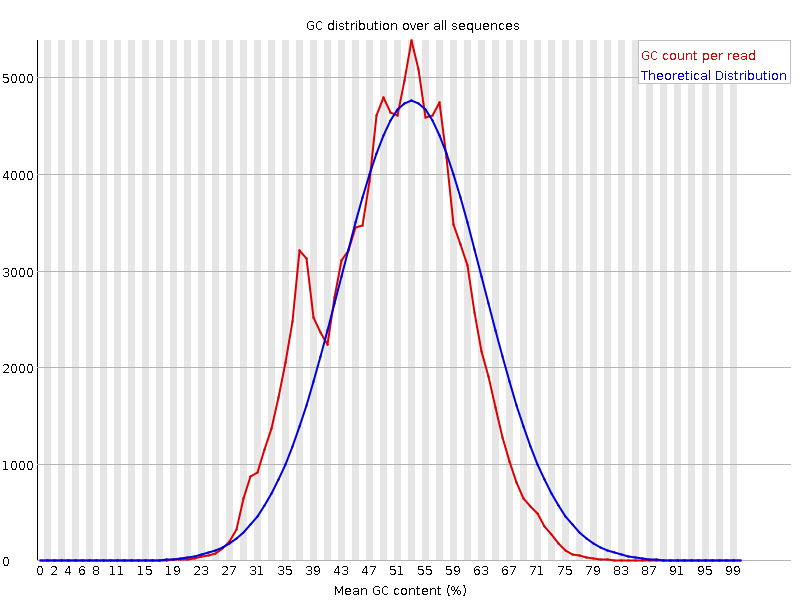 GC distribution over all sequences
GC count per read
Theoretical Distribution
5000
4000
3000
2000
1000
0
0 2 4 6 8 11 15 19 23 27 31 35 39 43 47 51 55 59 63 67 71 75 79 83 87 91 95 99
Mean GC content (%)